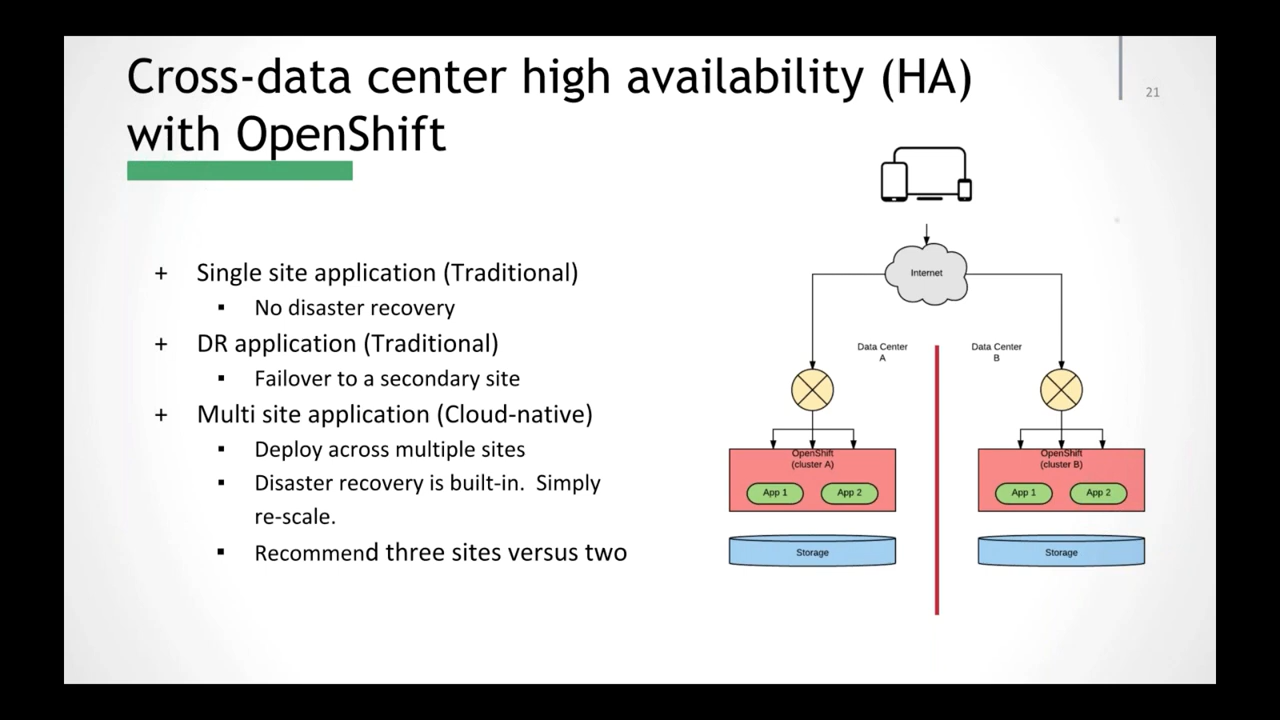 Cross-data center high availability (HA)
with OpenShift
21
+ Single site application (Traditional)
▪ No disaster recovery
+ DR application (Traditional)
▪ Failover to a secondary site
+ Multi site application (Cloud-native)
▪ Deploy across multiple sites
▪ Disaster recovery is built-in. Simply
re-scale.
▪ Recommend three sites versus two
Internet
Data Center
A
Data Center
B
OpenShift
(cluster A)
App 1
App 2
Storage
OpenShift
(cluster B)
App 1
App 2
Storage